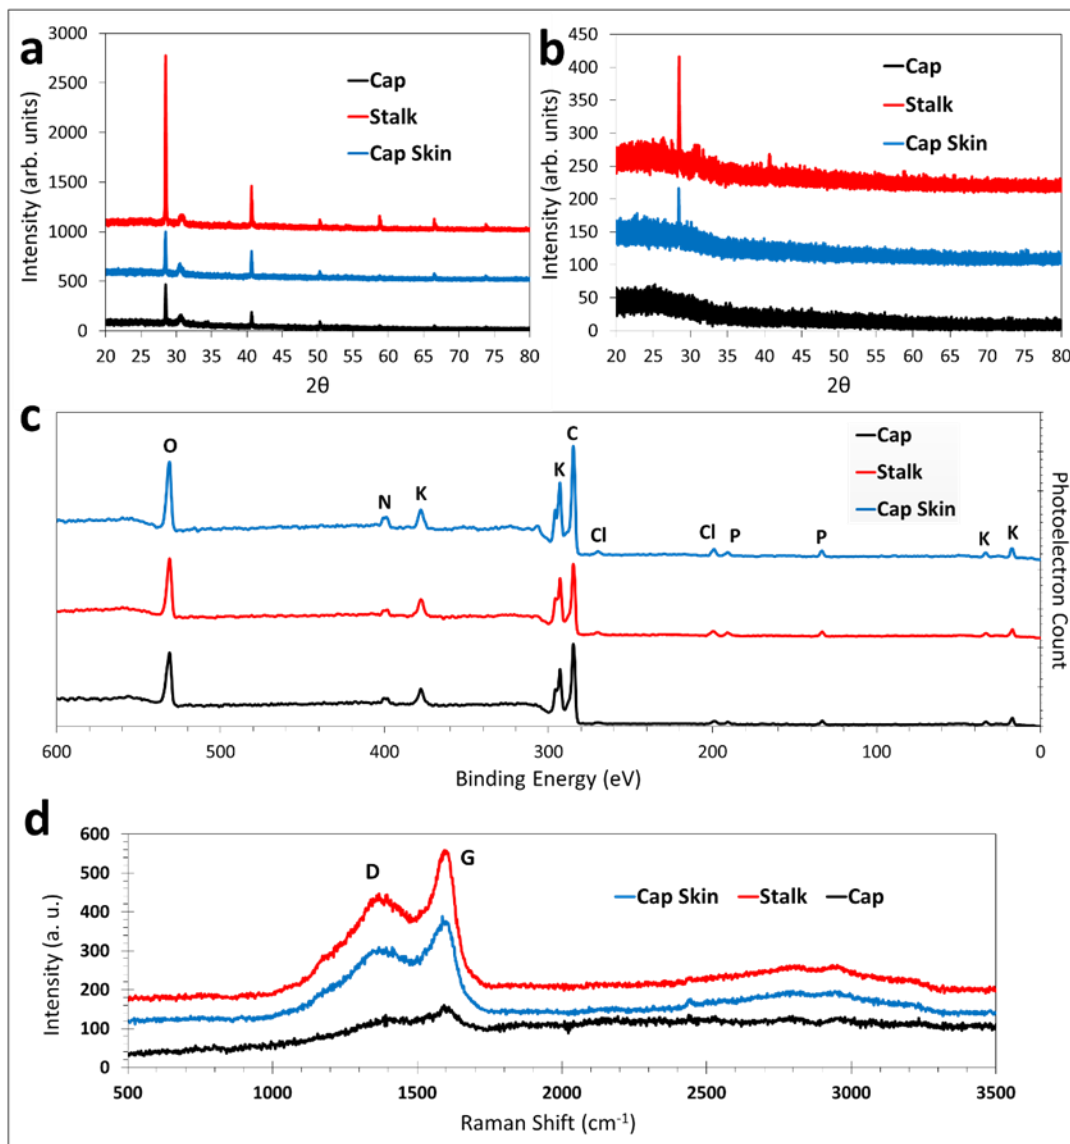 a
3000
2500
2000
1500
1000
500
0
Intensity (arb. units)
Cap
Stalk
Cap Skin
20 25 30 35 40 45 50 55 60 65 70 75 80
2θ
b
450
400
350
300
250
200
150
100
50
0
Intensity (arb. units)
Cap
Stalk
Cap Skin
20 25 30 35 40 45 50 55 60 65 70 75 80
2θ
c
O N K K C Cl Cl P P K K
Cap
Stalk
Cap Skin
Photoelectron Count
600 500 400 300 200 100 0
Binding Energy (eV)
d
600
500
400
300
200
100
0
Intensity (a. u.)
D G
Cap Skin Stalk Cap
500 1000 1500 2000 2500 3000 3500
Raman Shift (cm⁻¹)